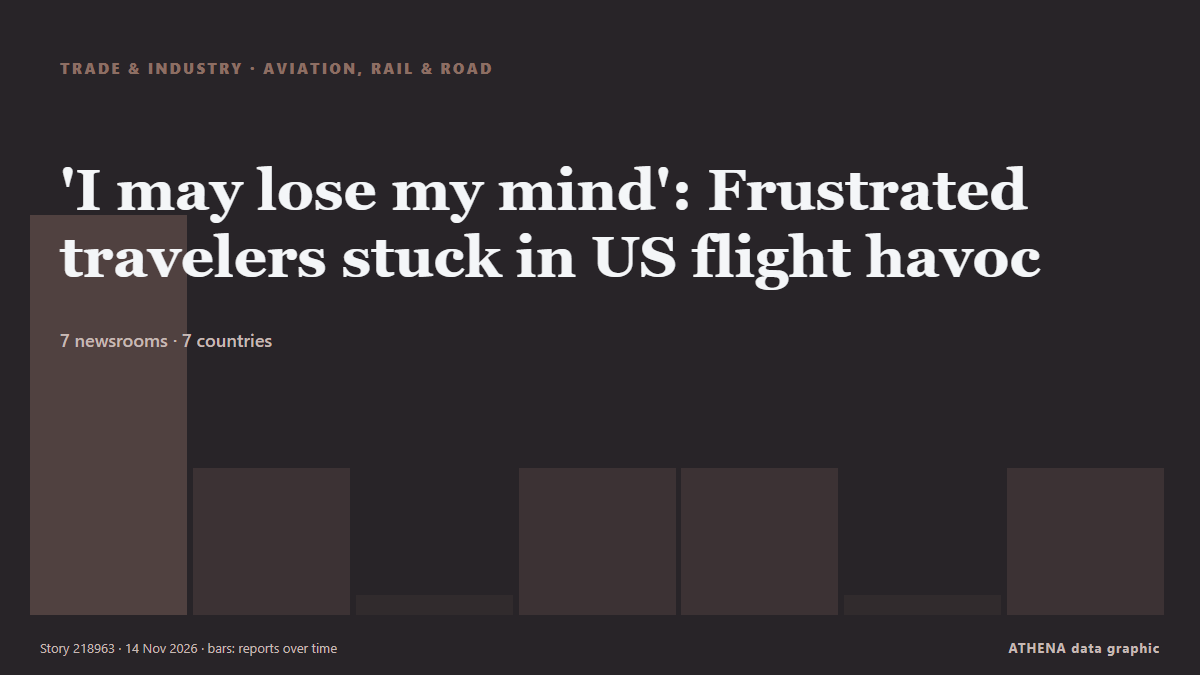 TRADE & INDUSTRY · AVIATION, RAIL & ROAD
'I may lose my mind': Frustrated
travelers stuck in US flight havoc
7 newsrooms · 7 countries
Story 218963 · 14 Nov 2026 · bars: reports over time
ATHENA data graphic